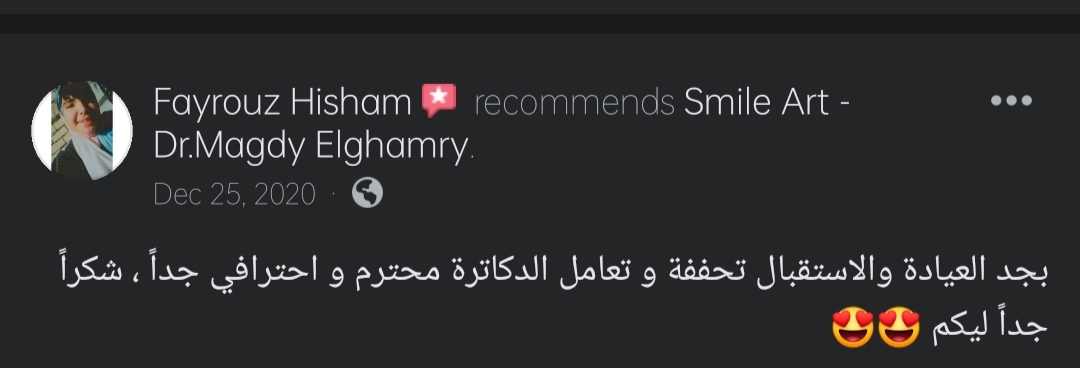 Fayrouz Hisham recommends Smile Art -
Dr.Magdy Elghamry.
Dec 25, 2020 ·
بجد العيادة والاستقبال تحففة و تعامل الدكاترة محترم و احترافي جداً ، شكراً
جداً ليكم 😍😍